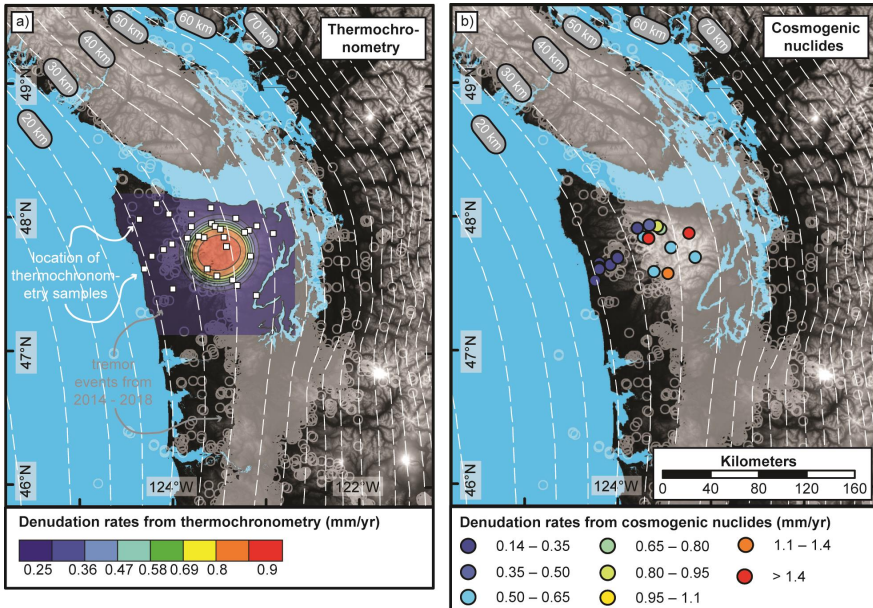 a)
Thermochro-
nometry
20 km
30 km
40 km
50 km
60 km
70 km
49°N
48°N
47°N
46°N
124°W
122°W
location of
thermochronom-
etry samples
tremor
events from
2014 - 2018
Denudation rates from thermochronometry (mm/yr)
0.25 0.36 0.47 0.58 0.69 0.8 0.9
b)
Cosmogenic
nuclides
20 km
30 km
40 km
50 km
60 km
70 km
49°N
48°N
47°N
46°N
124°W
Kilometers
0 40 80 120 160
Denudation rates from cosmogenic nuclides (mm/yr)
0.14 – 0.35
0.35 – 0.50
0.50 – 0.65
0.65 – 0.80
0.80 – 0.95
0.95 – 1.1
1.1 – 1.4
> 1.4